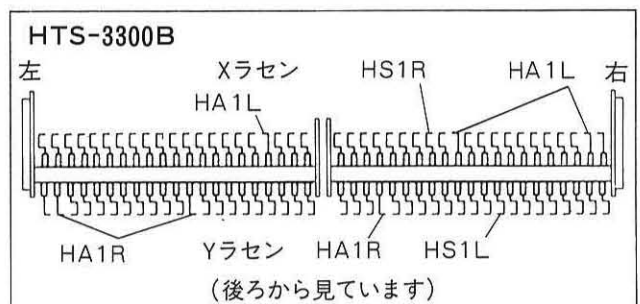 HTS-3300B
左 Xラセン HS1R HA1L 右
HA1L
HA1R Yラセン HA1R HS1L
(後ろから見ています)